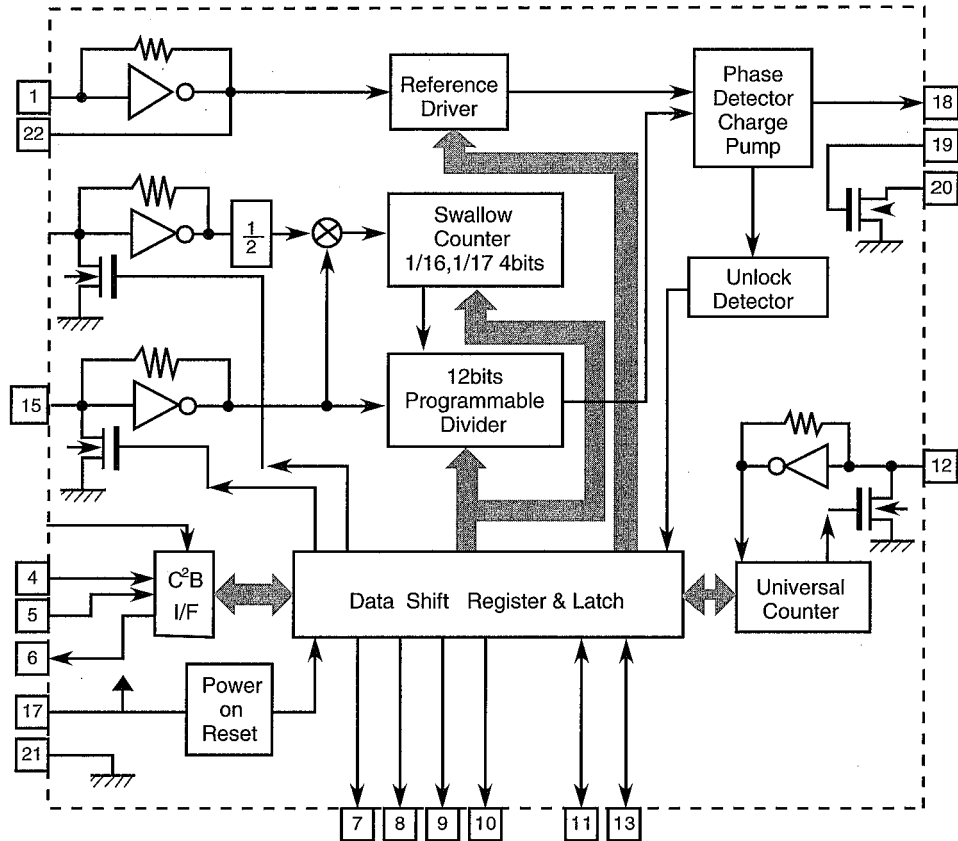 1
22
Reference
Driver
Phase
Detector
Charge
Pump
18
19
20
1
2
Swallow
Counter
1/16,1/17 4bits
Unlock
Detector
15
12bits
Programmable
Divider
12
4
5
6
C²B
I/F
Data Shift Register & Latch
Universal
Counter
17
21
Power
on
Reset
7
8
9
10
11
13